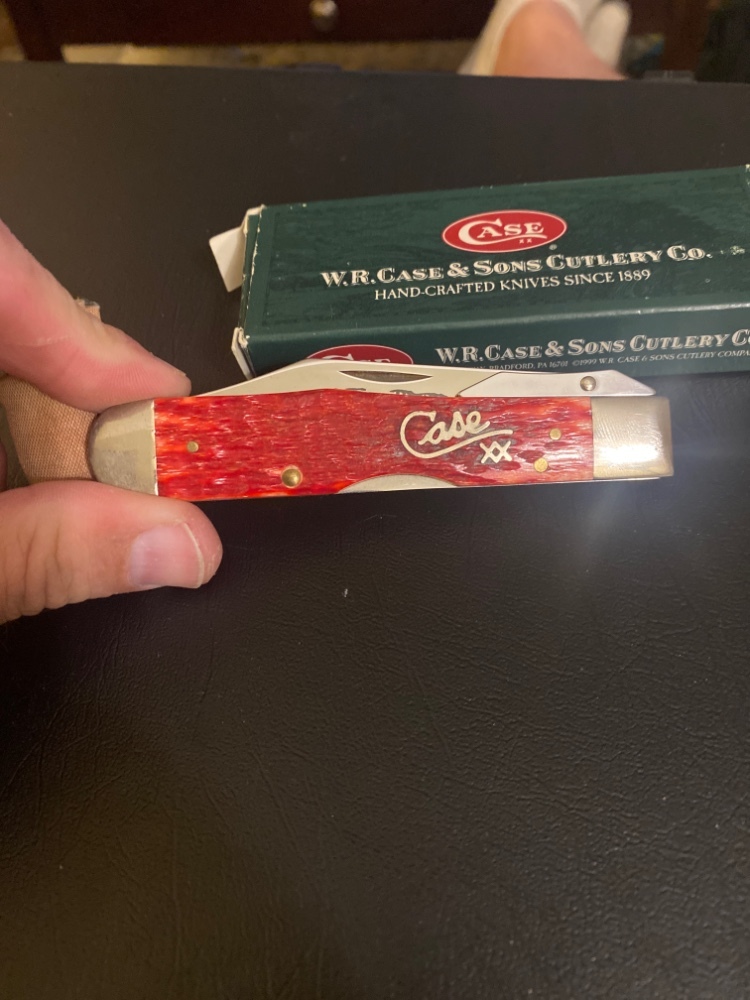 CASE
XX
W.R. CASE & SONS CUTLERY CO.
HAND-CRAFTED KNIVES SINCE 1889
W.R. CASE & SONS CUTLERY CO
BRADFORD, PA 16701 ©1999 W.R. CASE & SONS CUTLERY COMPA
Case
XX